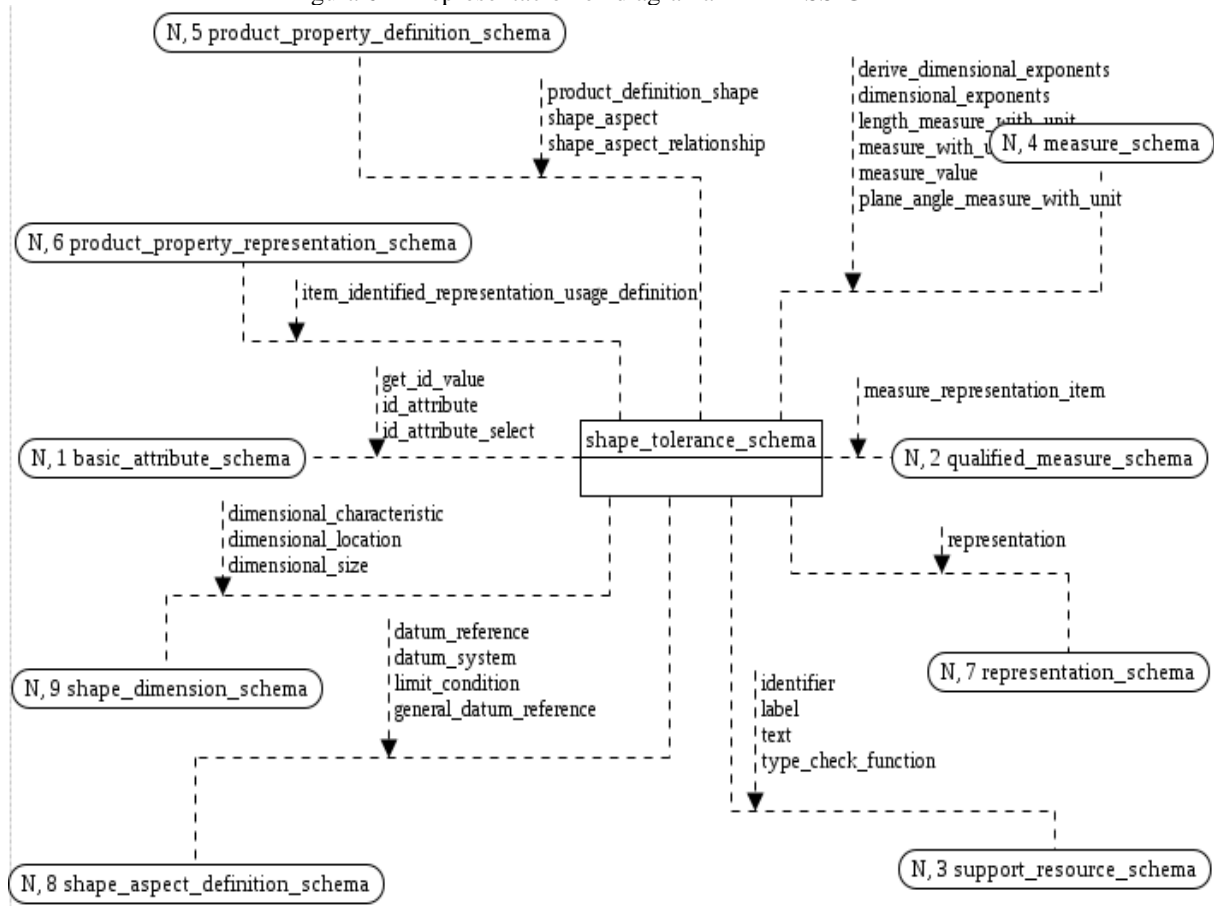 N, 5 product_property_definition_schema
derive_dimensional_exponents
dimensional_exponents
length_measure_with_unit
measure_with_u
measure_value
plane_angle_measure_with_unit
N, 4 measure_schema
product_definition_shape
shape_aspect
shape_aspect_relationship
N, 6 product_property_representation_schema
item_identified_representation_usage_definition
get_id_value
id_attribute
id_attribute_select
measure_representation_item
shape_tolerance_schema
N, 1 basic_attribute_schema
N, 2 qualified_measure_schema
dimensional_characteristic
dimensional_location
dimensional_size
representation
datum_reference
datum_system
limit_condition
general_datum_reference
N, 9 shape_dimension_schema
N, 7 representation_schema
identifier
label
text
type_check_function
N, 8 shape_aspect_definition_schema
N, 3 support_resource_schema